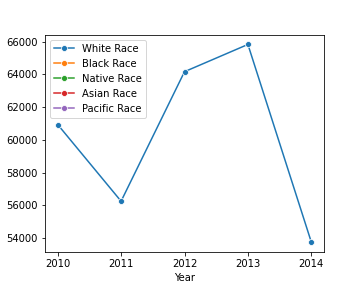 66000
64000
62000
60000
58000
56000
54000
White Race
Black Race
Native Race
Asian Race
Pacific Race
2010 2011 2012 2013 2014
Year